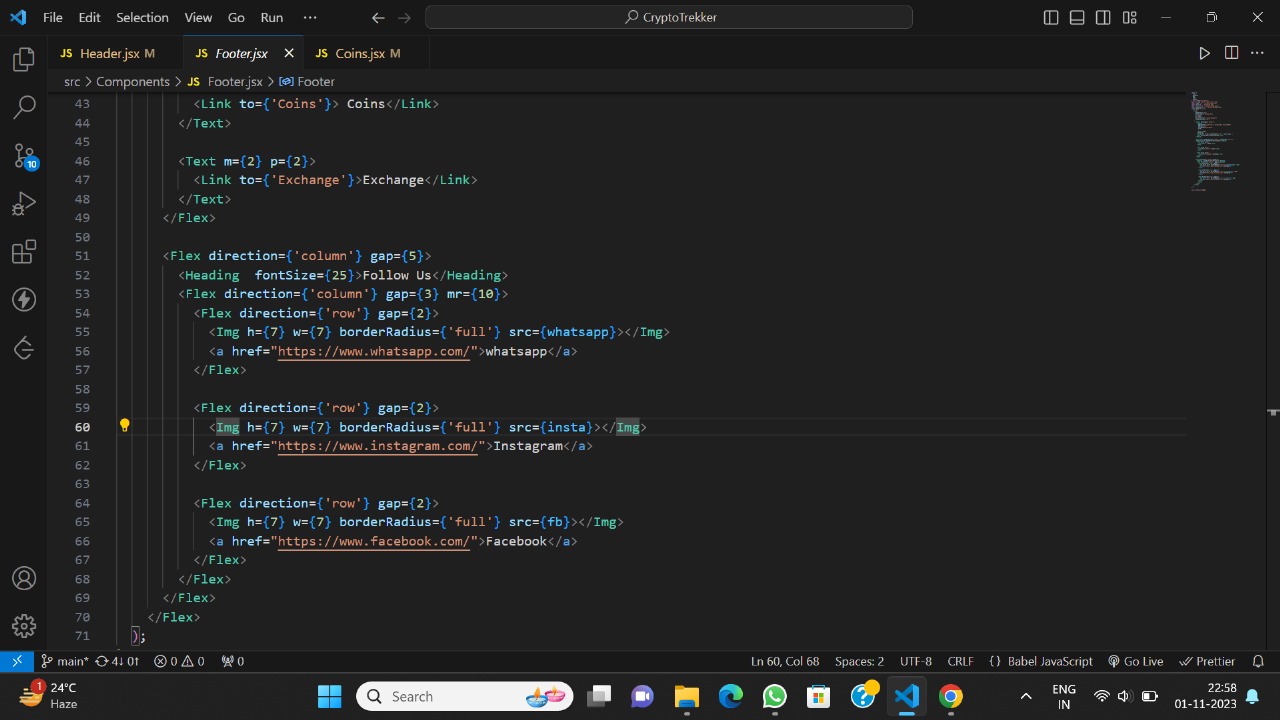 File Edit Selection View Go Run ··· CryptoTrekker
JS Header.jsx M JS Footer.jsx JS Coins.jsx M
src > Components > JS Footer.jsx > Footer
43 <Link to={'Coins'}> Coins</Link>
44 </Text>
45
46 <Text m={2} p={2}>
47 <Link to={'Exchange'}>Exchange</Link>
48 </Text>
49 </Flex>
50
51 <Flex direction={'column'} gap={5}>
52 <Heading  fontSize={25}>Follow Us</Heading>
53 <Flex direction={'column'} gap={3} mr={10}>
54 <Flex direction={'row'} gap={2}>
55 <Img h={7} w={7} borderRadius={'full'} src={whatsapp}></Img>
56 <a href="https://www.whatsapp.com/">whatsapp</a>
57 </Flex>
58
59 <Flex direction={'row'} gap={2}>
60 <Img h={7} w={7} borderRadius={'full'} src={insta}></Img>
61 <a href="https://www.instagram.com/">Instagram</a>
62 </Flex>
63
64 <Flex direction={'row'} gap={2}>
65 <Img h={7} w={7} borderRadius={'full'} src={fb}></Img>
66 <a href="https://www.facebook.com/">Facebook</a>
67 </Flex>
68 </Flex>
69 </Flex>
70 </Flex>
71 );
10
main* 4↓ 0↑ 0 0 0 Ln 60, Col 68 Spaces: 2 UTF-8 CRLF {} Babel JavaScript Go Live Prettier
1 24°C Search ENG 22:58
Haze IN 01-11-2023